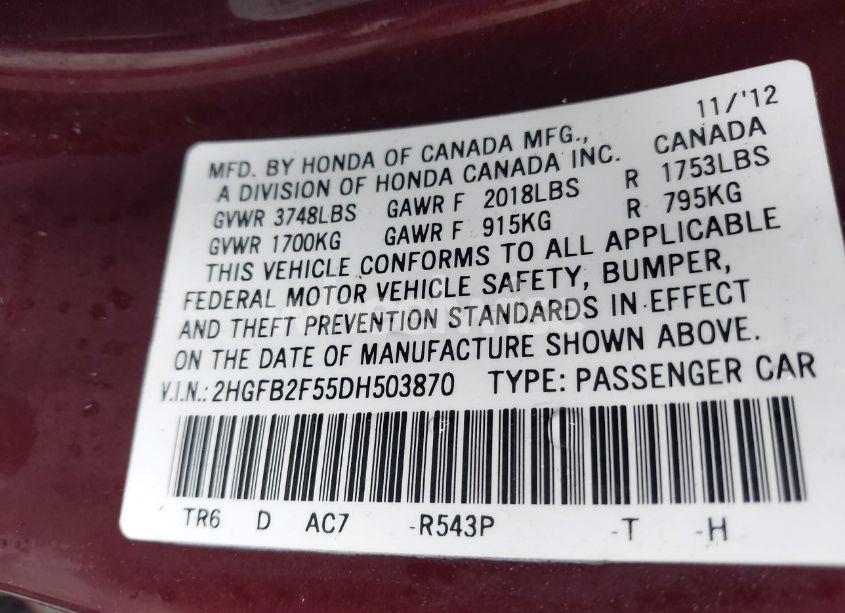 11/'12
MFD. BY HONDA OF CANADA MFG., CANADA
A DIVISION OF HONDA CANADA INC.
GVWR 3748LBS GAWR F 2018LBS R 1753LBS
GVWR 1700KG GAWR F 915KG R 795KG
THIS VEHICLE CONFORMS TO ALL APPLICABLE
FEDERAL MOTOR VEHICLE SAFETY, BUMPER,
AND THEFT PREVENTION STANDARDS IN EFFECT
ON THE DATE OF MANUFACTURE SHOWN ABOVE.
V.I.N.: 2HGFB2F55DH503870 TYPE: PASSENGER CAR
TR6 D AC7 -R543P -T -H